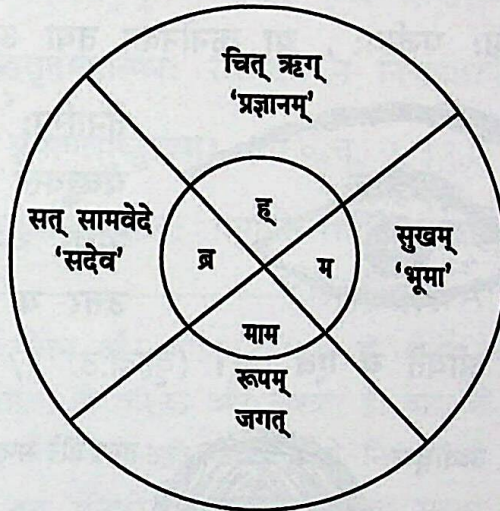 चित् ऋग्
‘प्रज्ञानम्’
सत् सामवेदे
‘सदेव’
ह्
ब्र
म
सुखम्
‘भूमा’
माम
रूपम्
जगत्